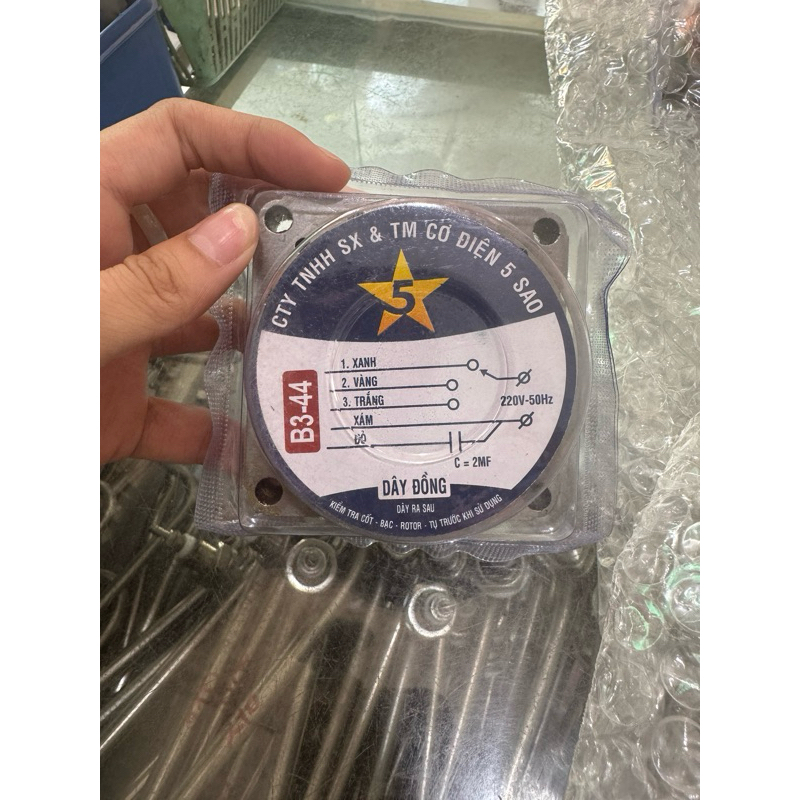 CTY TNHH SX & TM CƠ ĐIỆN 5 SAO
5
1. XANH
2. VÀNG
3. TRẮNG
XÁM
ĐỎ
B3-44
220V-50Hz
C = 2MF
DÂY ĐỒNG
DÂY RA SAU
KIỂM TRA CỐT - BẠC - ROTOR - TỤ TRƯỚC KHI SỬ DỤNG